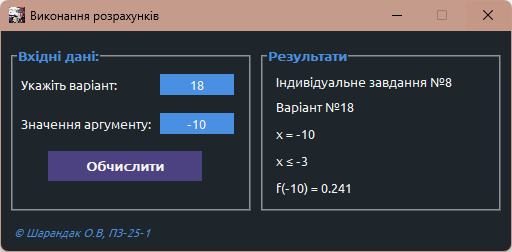 Виконання розрахунків
Вхідні дані:
Укажіть варіант:
18
Значення аргументу:
-10
Обчислити
Результати
Індивідуальне завдання №8
Варіант №18
x = -10
x ≤ -3
f(-10) = 0.241
© Шарандак О.В, ПЗ-25-1